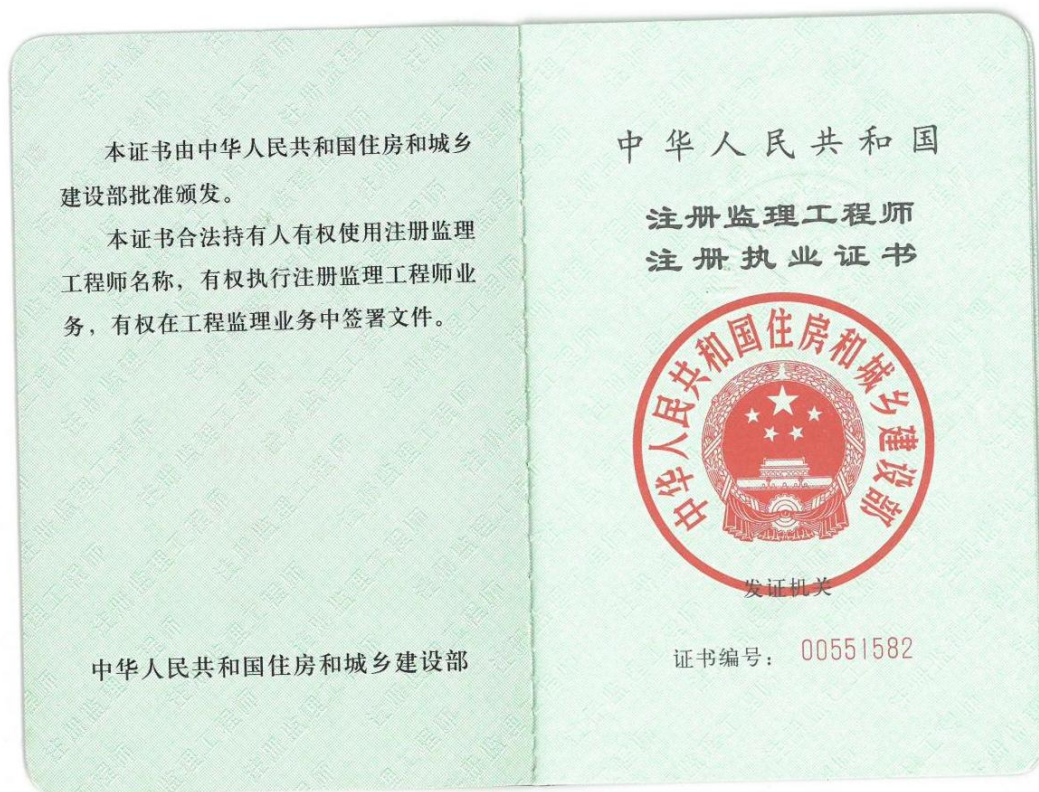 本证书由中华人民共和国住房和城乡
建设部批准颁发。
本证书合法持有人有权使用注册监理
工程师名称，有权执行注册监理工程师业
务，有权在工程监理业务中签署文件。
中华人民共和国住房和城乡建设部
中华人民共和国
注册监理工程师
注册执业证书
中华人民共和国住房和城乡建设部
发证机关
证书编号： 00551582